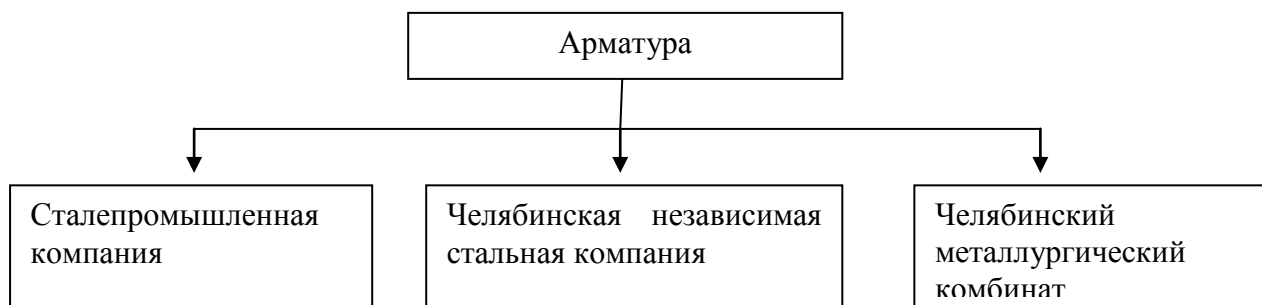 Арматура
Сталепромышленная
компания
Челябинская независимая
стальная компания
Челябинский
металлургический
комбинат